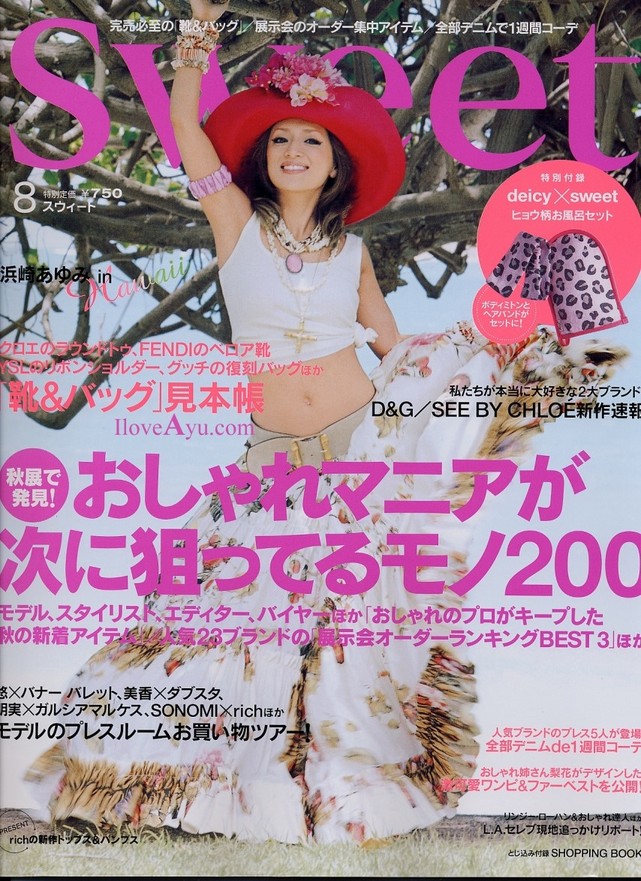 完売必至の「靴&バッグ」／展示会のオーダー集中アイテム／全部デニムで1週間コーデ
sweet
8 特別定価 ¥750
スウィード
浜崎あゆみ in Hawaii
特別付録
deicy×sweet
ヒョウ柄お風呂セット
ボディミトンと
ヘアバンドが
セットに!
クロエのラウンドトゥ、FENDIのベロア靴
YSLのリボンショルダー、グッチの復刻バッグほか
「靴&バッグ」見本帳
IloveAyu.com
私たちが本当に大好きな2大ブランド
D&G／SEE BY CHLOÉ新作速報
秋展で
発見!
おしゃれマニアが
次に狙ってるモノ200
モデル、スタイリスト、エディター、バイヤーほか「おしゃれのプロがキープした
秋の新着アイテム」／人気23ブランドの「展示会オーダーランキングBEST3」ほか
悠×バナー バレット、美香×ダブスタ、
明実×ガルシアマルケス、SONOMI×richほか
モデルのプレスルームお買い物ツアー!
人気ブランドのプレス5人が登場
全部デニムde1週間コーデ
おしゃれ姉さん梨花がデザインした
可愛ワンピ&ファーベストを公開!
リンジー・ローハン&おしゃれ達人ほか
L.A.セレブ現地追っかけリポート!
PRESENT
richの新作トップス&パンプス
とじ込み付録 SHOPPING BOOK